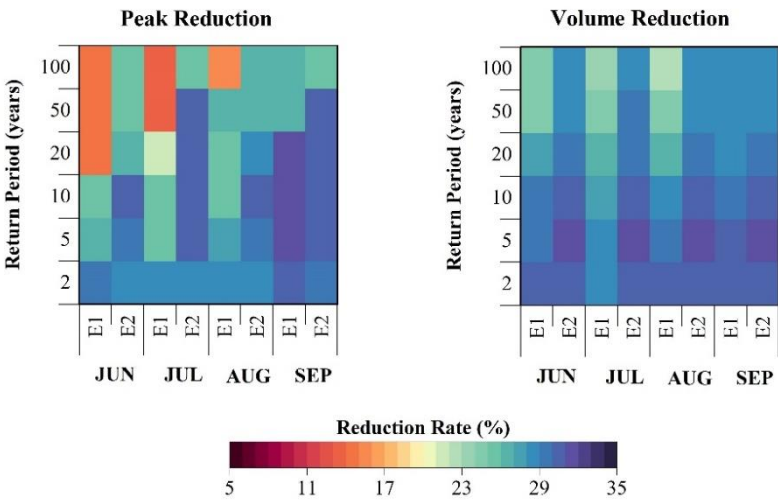 Peak Reduction
Return Period (years)
100
50
20
10
5
2
E1 E2 E1 E2 E1 E2 E1 E2
JUN JUL AUG SEP
Volume Reduction
Return Period (years)
100
50
20
10
5
2
E1 E2 E1 E2 E1 E2 E1 E2
JUN JUL AUG SEP
Reduction Rate (%)
5 11 17 23 29 35